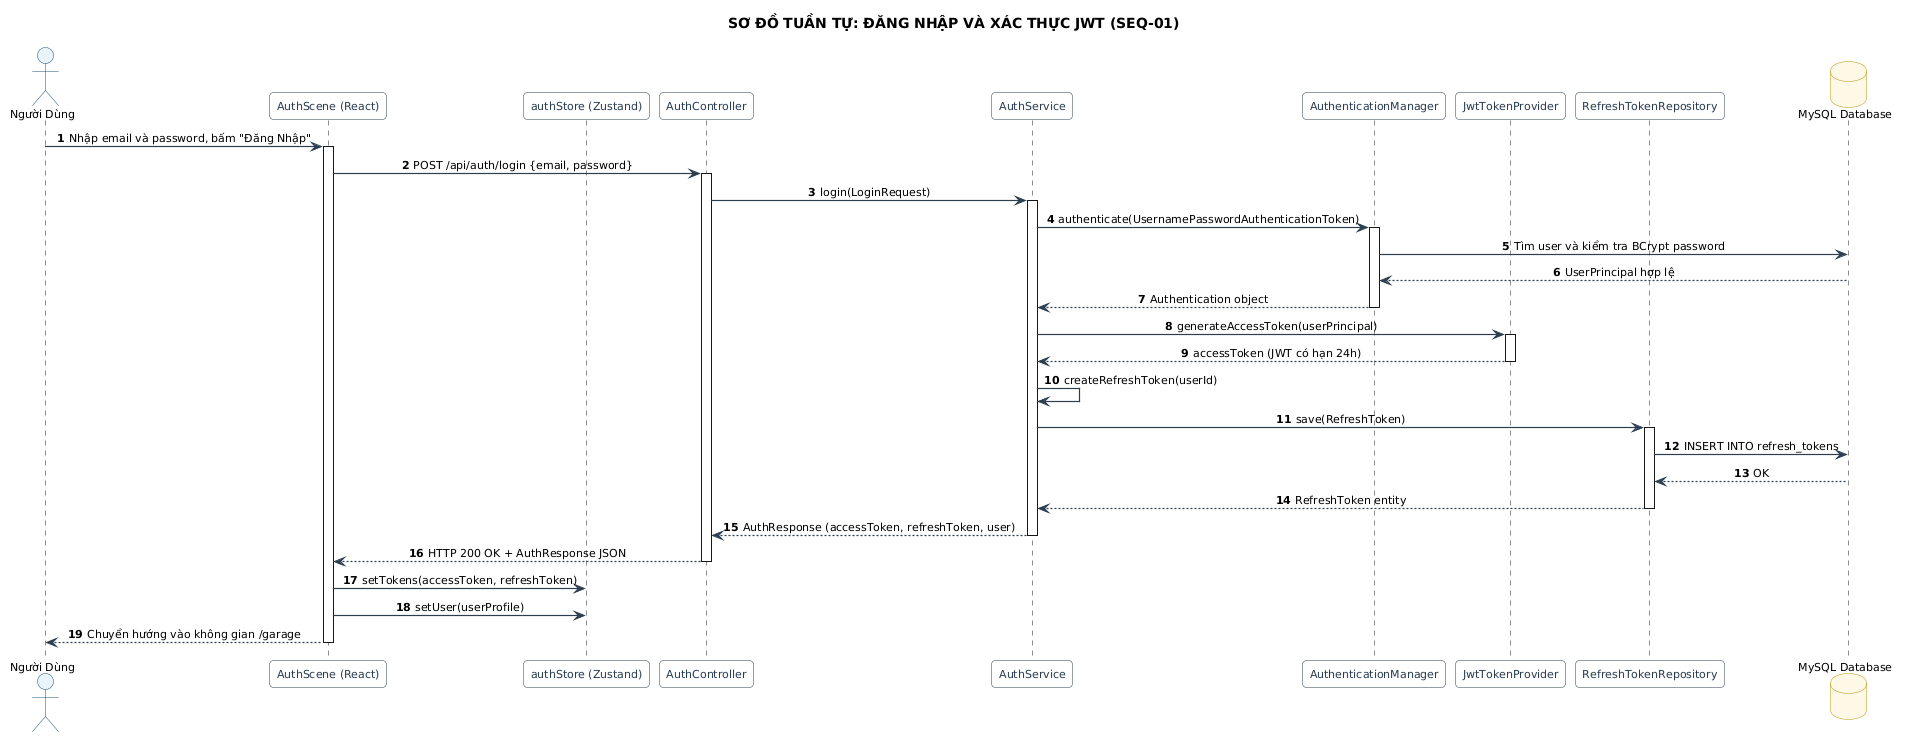 SƠ ĐỒ TUẦN TỰ: ĐĂNG NHẬP VÀ XÁC THỰC JWT (SEQ-01)
Người Dùng
AuthScene (React)
authStore (Zustand)
AuthController
AuthService
AuthenticationManager
JwtTokenProvider
RefreshTokenRepository
MySQL Database
1 Nhập email và password, bấm "Đăng Nhập"
2 POST /api/auth/login {email, password}
3 login(LoginRequest)
4 authenticate(UsernamePasswordAuthenticationToken)
5 Tìm user và kiểm tra BCrypt password
6 UserPrincipal hợp lệ
7 Authentication object
8 generateAccessToken(userPrincipal)
9 accessToken (JWT có hạn 24h)
10 createRefreshToken(userId)
11 save(RefreshToken)
12 INSERT INTO refresh_tokens
13 OK
14 RefreshToken entity
15 AuthResponse (accessToken, refreshToken, user)
16 HTTP 200 OK + AuthResponse JSON
17 setTokens(accessToken, refreshToken)
18 setUser(userProfile)
19 Chuyển hướng vào không gian /garage
Người Dùng
AuthScene (React)
authStore (Zustand)
AuthController
AuthService
AuthenticationManager
JwtTokenProvider
RefreshTokenRepository
MySQL Database